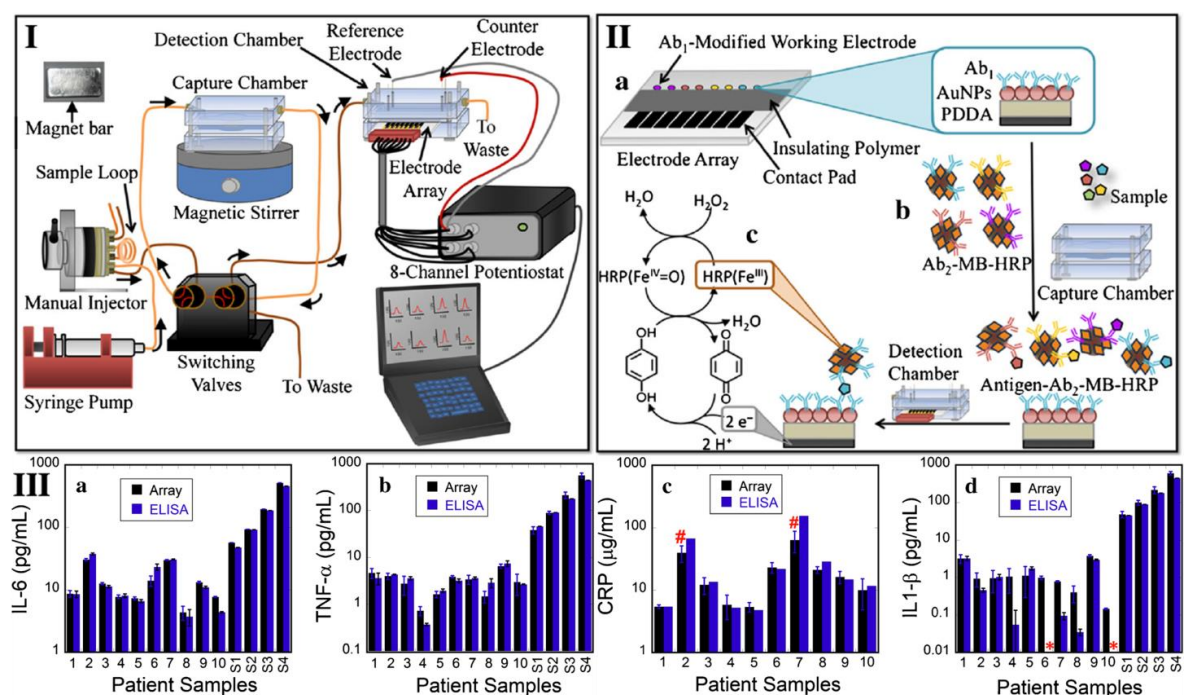 I
Magnet bar
Capture Chamber
Magnetic Stirrer
Detection Chamber
Reference
Electrode
Counter
Electrode
To
Waste
Electrode
Array
Sample Loop
Manual Injector
Syringe Pump
Switching
Valves
To Waste
8-Channel Potentiostat
II
a
Ab₁-Modified Working Electrode
Electrode Array
Insulating Polymer
Contact Pad
Ab₁
AuNPs
PDDA
b
Sample
Ab₂-MB-HRP
Capture Chamber
Antigen-Ab₂-MB-HRP
Detection
Chamber
c
H₂O
H₂O₂
HRP(Feᴵⱽ=O)
HRP(Feᴵᴵᴵ)
H₂O
OH
OH
O
O
2 e⁻
2 H⁺
III
a
Array
ELISA
IL-6 (pg/mL)
1000
100
10
1
1 2 3 4 5 6 7 8 9 10 S1 S2 S3 S4
Patient Samples
b
Array
ELISA
TNF-α (pg/mL)
1000
100
10
1
0.1
1 2 3 4 5 6 7 8 9 10 S1 S2 S3 S4
Patient Samples
c
Array
ELISA
CRP (µg/mL)
1000
100
10
1
# #
1 2 3 4 5 6 7 8 9 10
Patient Samples
d
Array
ELISA
IL1-β (pg/mL)
1000
100
10
1
0.1
0.01
* *
1 2 3 4 5 6 7 8 9 10 S1 S2 S3 S4
Patient Samples